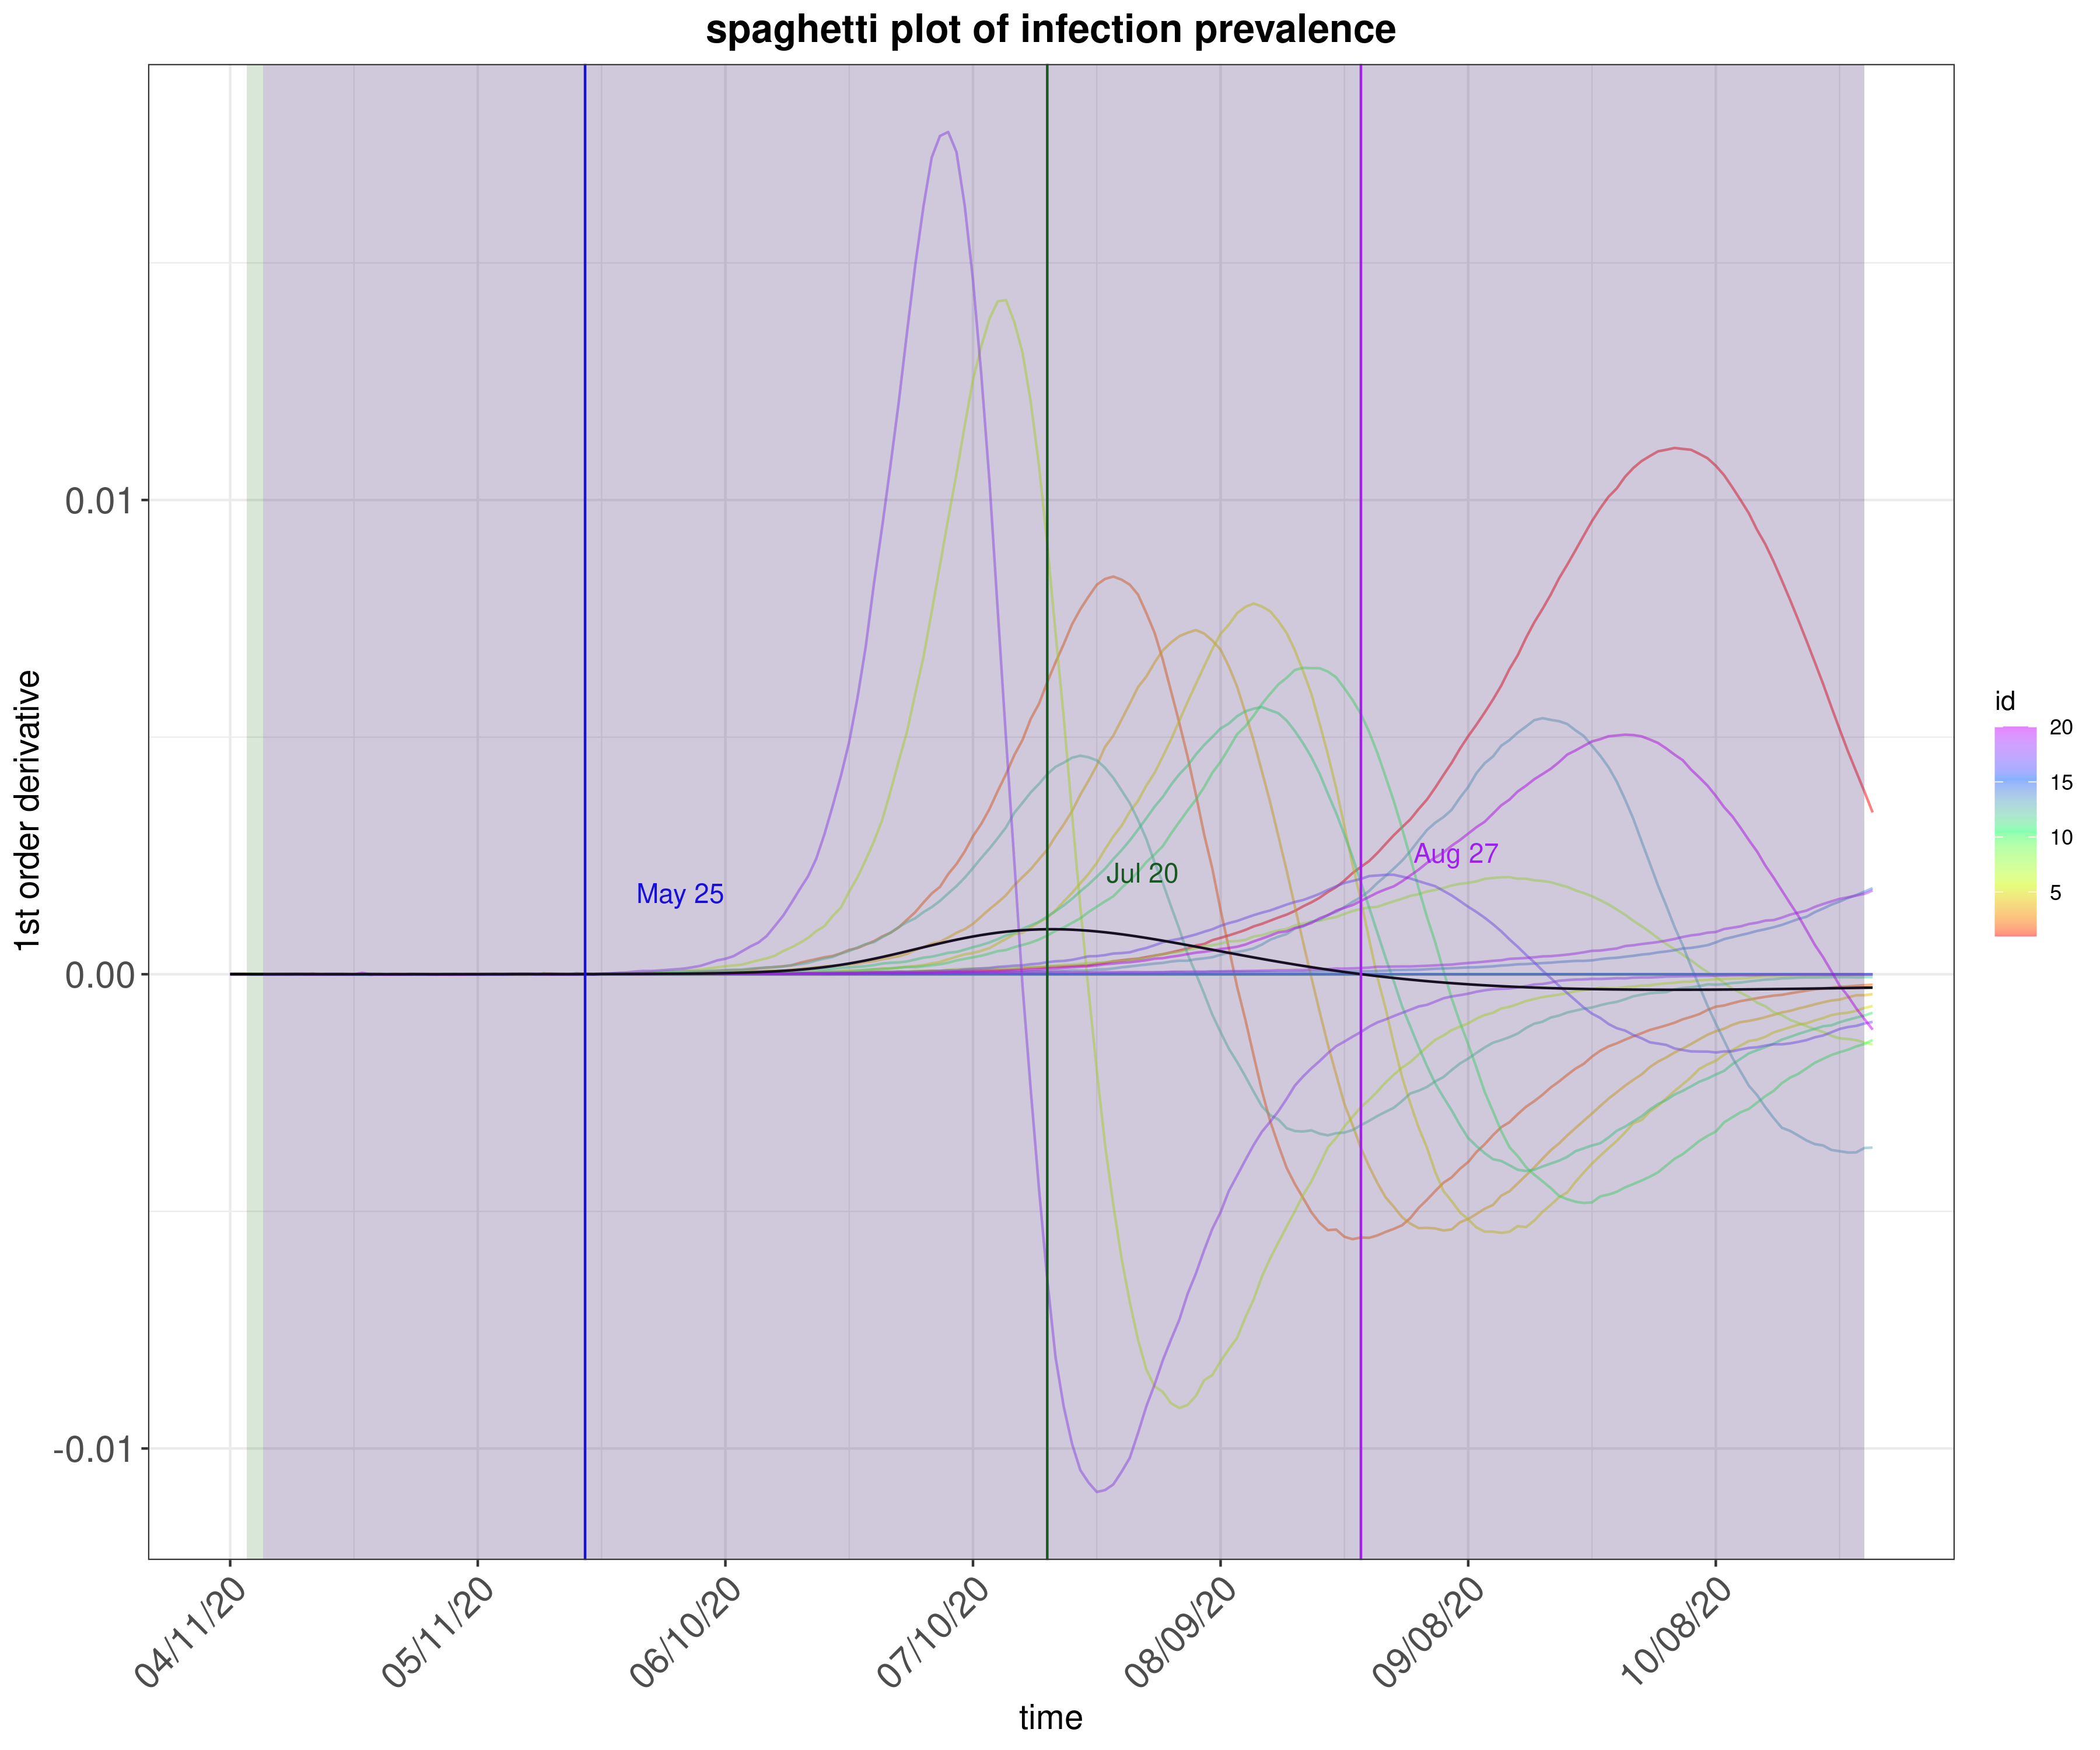 spaghetti plot of infection prevalence
1st order derivative
0.01
0.00
-0.01
May 25
Jul 20
Aug 27
04/11/20
05/11/20
06/10/20
07/10/20
08/09/20
09/08/20
10/08/20
time
id
20
15
10
5